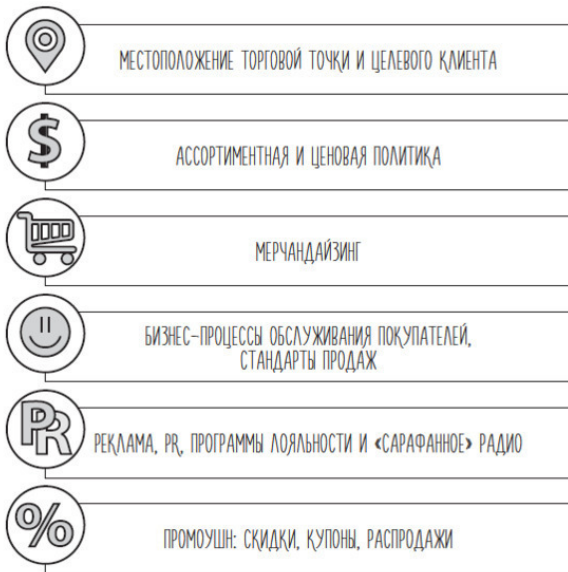 МЕСТОПОЛОЖЕНИЕ ТОРГОВОЙ ТОЧКИ И ЦЕЛЕВОГО КЛИЕНТА
$
АССОРТИМЕНТНАЯ И ЦЕНОВАЯ ПОЛИТИКА
МЕРЧАНДАЙЗИНГ
БИЗНЕС-ПРОЦЕССЫ ОБСЛУЖИВАНИЯ ПОКУПАТЕЛЕЙ,
СТАНДАРТЫ ПРОДАЖ
PR
РЕКЛАМА, PR, ПРОГРАММЫ ЛОЯЛЬНОСТИ И «САРАФАННОЕ» РАДИО
%
ПРОМОУШН: СКИДКИ, КУПОНЫ, РАСПРОДАЖИ